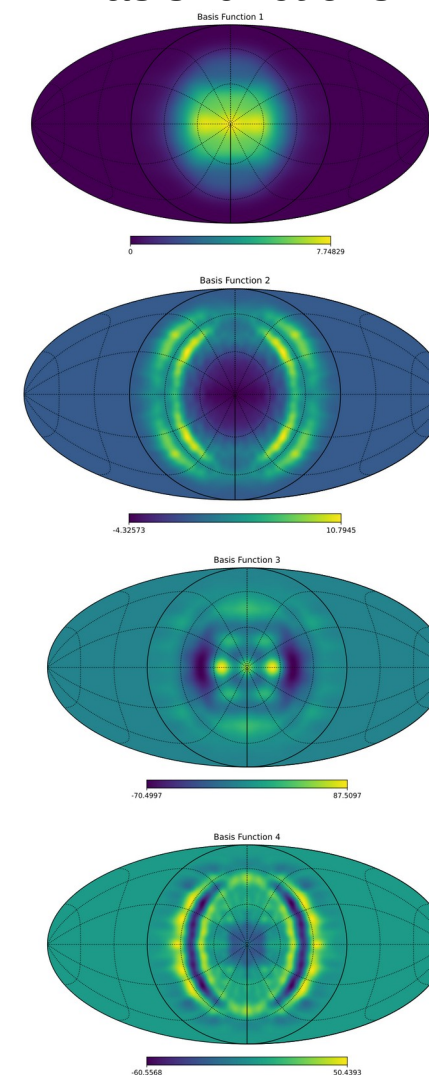 Basis Function 1
0 7.74829
Basis Function 2
-4.32573 10.7945
Basis Function 3
-70.4997 87.5097
Basis Function 4
-60.5568 50.4393